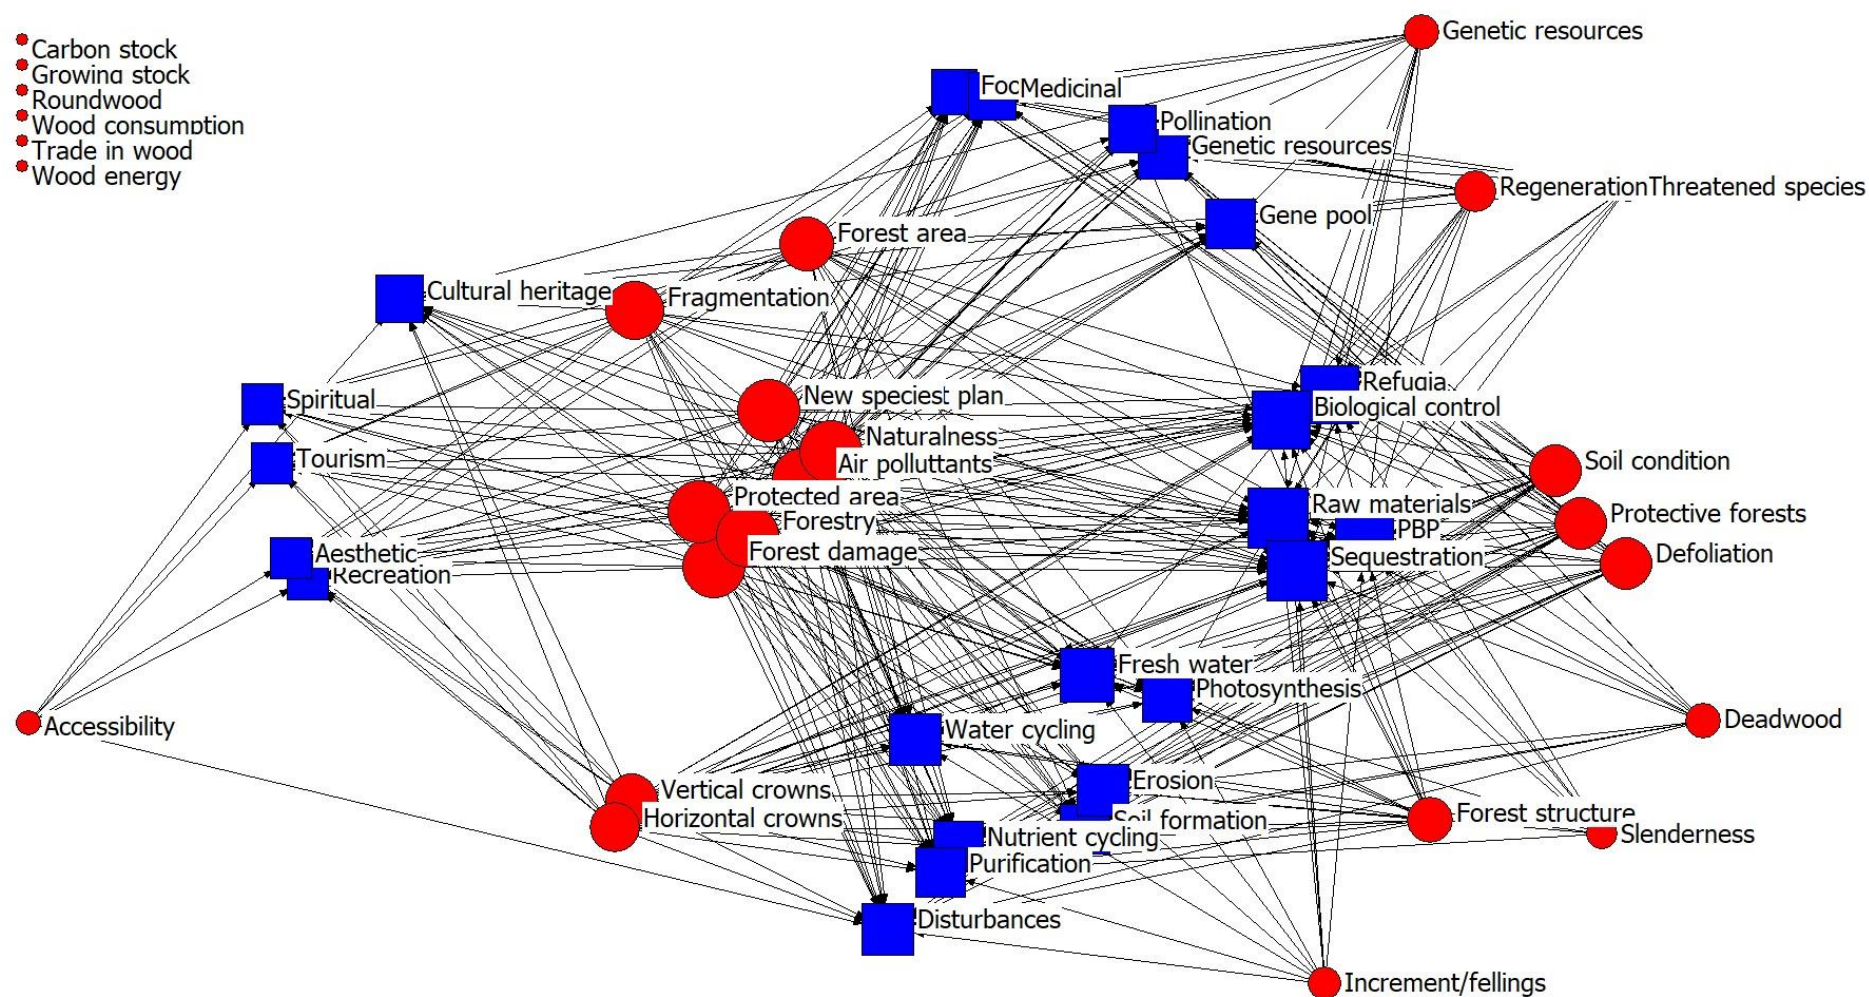 Carbon stock
Growing stock
Roundwood
Wood consumption
Trade in wood
Wood energy
Genetic resources
Medicinal
Pollination
Genetic resources
Regeneration
Threatened species
Gene pool
Forest area
Cultural heritage
Fragmentation
Refugia
New species
plan
Biological control
Spiritual
Naturalness
Tourism
Air polluttants
Soil condition
Protected area
Raw materials
Protective forests
Forestry
PBP
Aesthetic
Forest damage
Sequestration
Defoliation
Recreation
Fresh water
Photosynthesis
Accessibility
Water cycling
Deadwood
Erosion
Vertical crowns
Horizontal crowns
Soil formation
Forest structure
Slenderness
Nutrient cycling
Purification
Disturbances
Increment/fellings